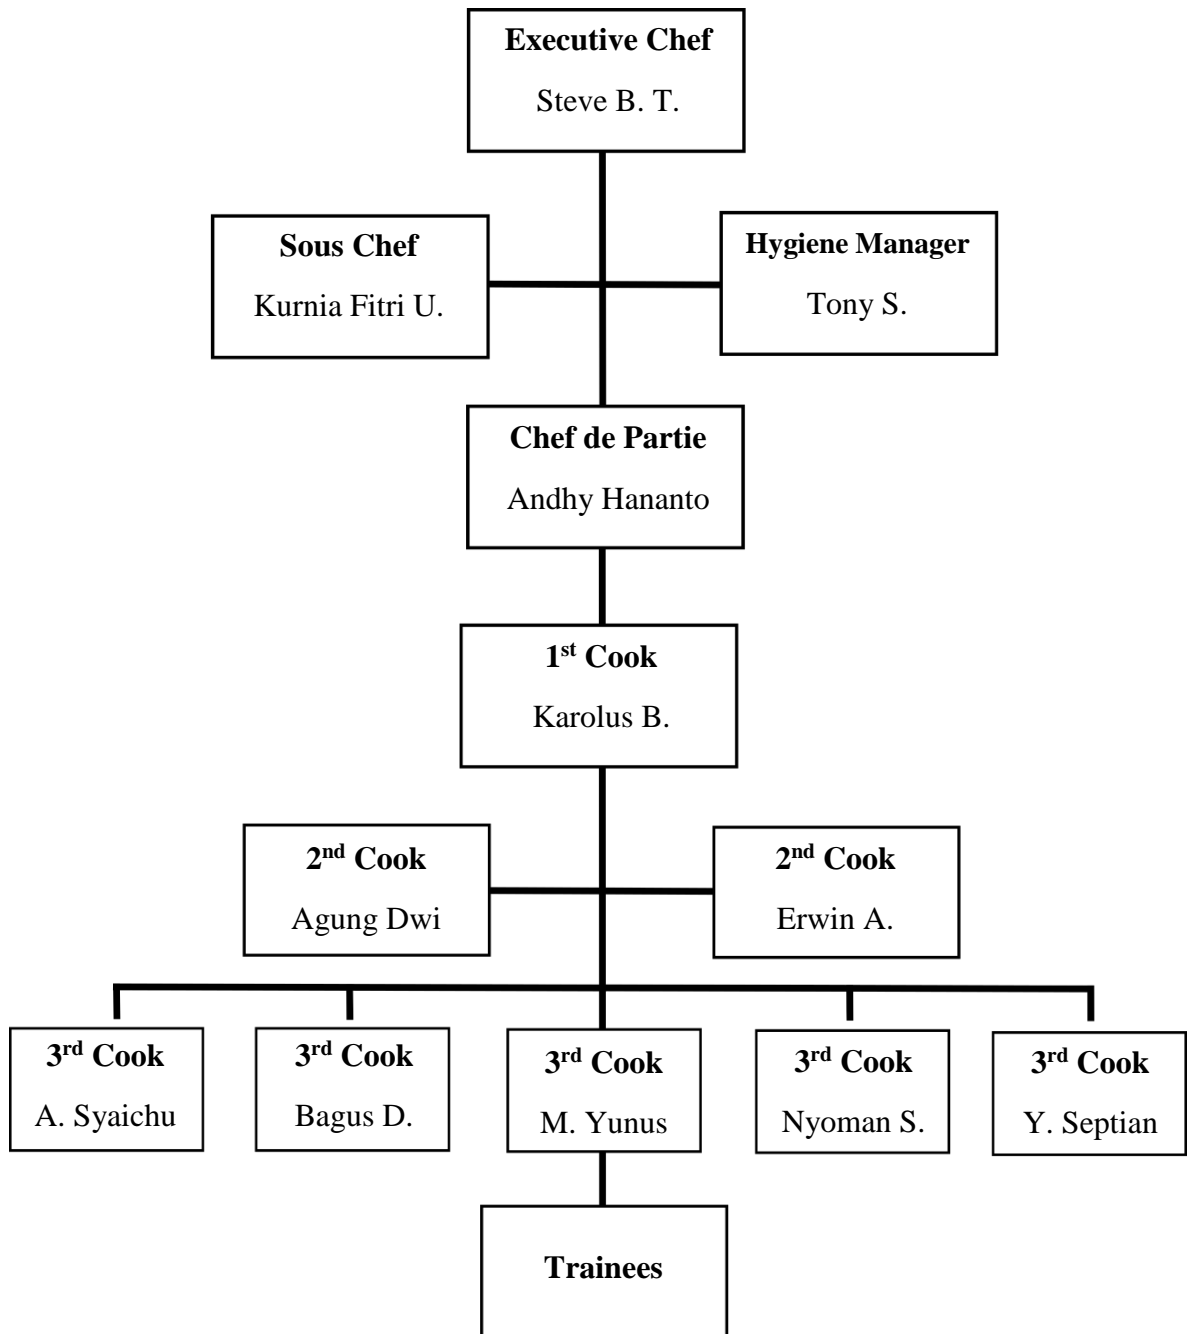 Executive Chef
Steve B. T.
Sous Chef
Kurnia Fitri U.
Hygiene Manager
Tony S.
Chef de Partie
Andhy Hananto
1st Cook
Karolus B.
2nd Cook
Agung Dwi
2nd Cook
Erwin A.
3rd Cook
A. Syaichu
3rd Cook
Bagus D.
3rd Cook
M. Yunus
3rd Cook
Nyoman S.
3rd Cook
Y. Septian
Trainees